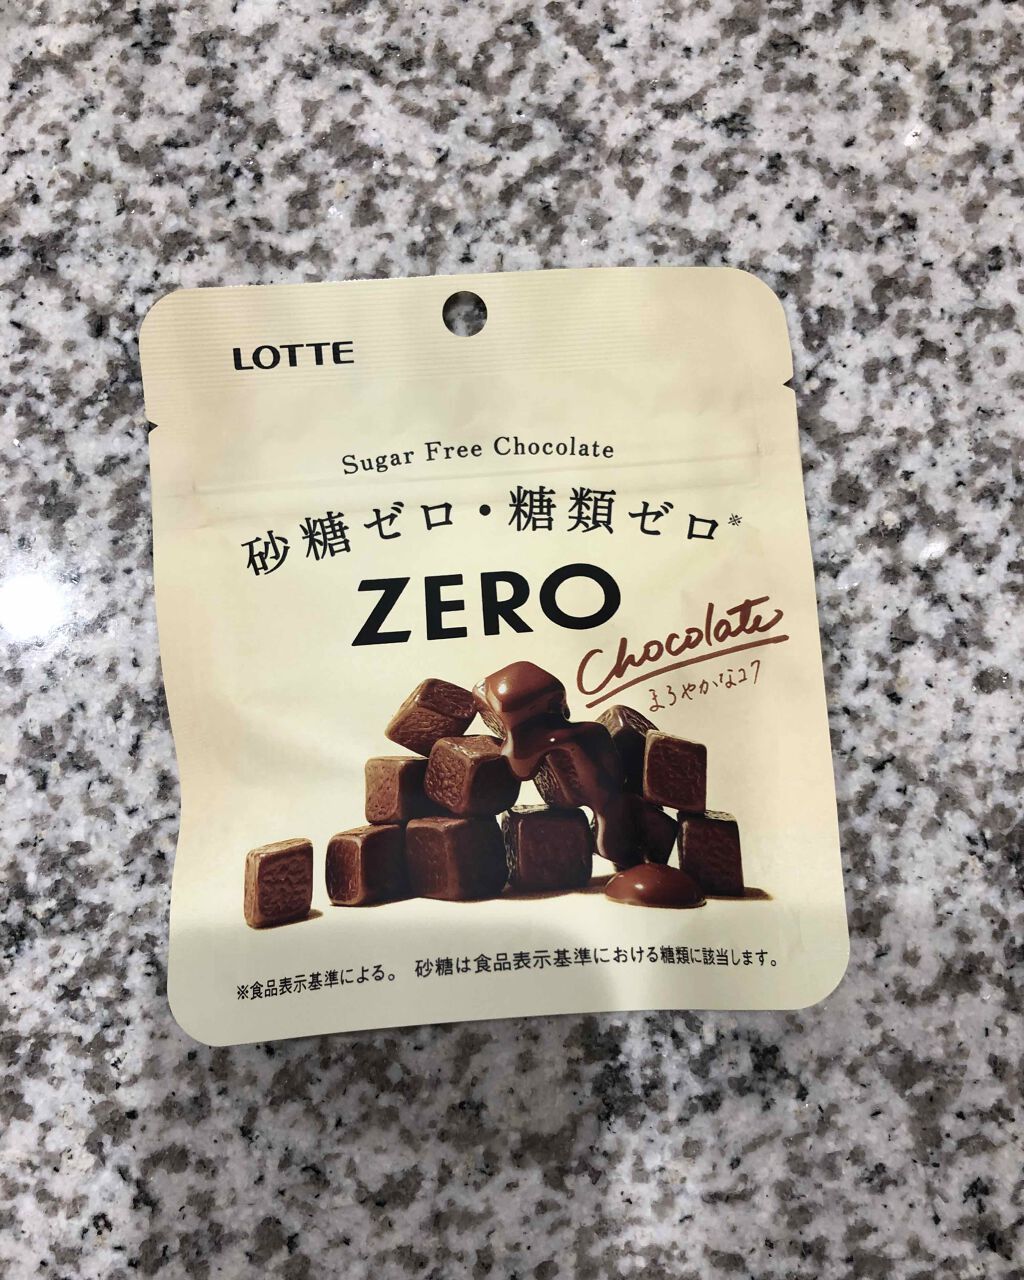 LOTTE
Sugar Free Chocolate
砂糖ゼロ・糖類ゼロ※
ZERO
Chocolate
まろやかなコク
※食品表示基準による。 砂糖は食品表示基準における糖類に該当します。